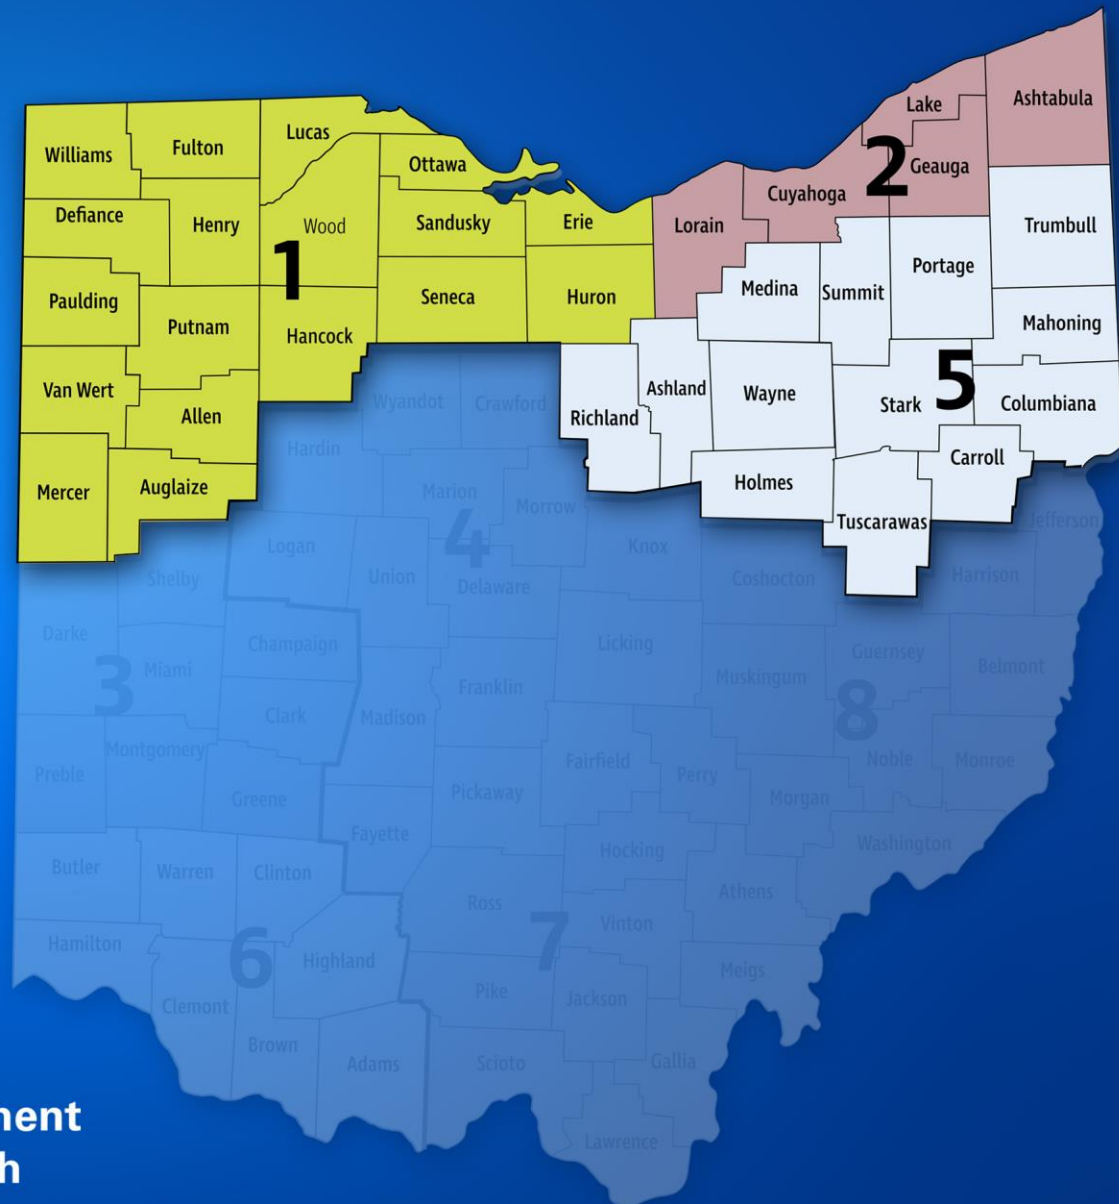 Ashtabula
Lake
2
Geauga
Cuyahoga
Lorain
Trumbull
Portage
Medina
Summit
Mahoning
Williams
Fulton
Lucas
Ottawa
Defiance
Henry
Wood
Sandusky
Erie
1
Paulding
Seneca
Huron
Putnam
Hancock
Van Wert
Allen
Mercer
Auglaize
Richland
Ashland
Wayne
Stark
5
Columbiana
Carroll
Holmes
Tuscarawas
Wyandot
Crawford
Hardin
Marion
Morrow
4
Jefferson
Logan
Knox
Union
Delaware
Coshocton
Harrison
Shelby
Darke
Champaign
Licking
Guernsey
Belmont
3
Miami
Franklin
Muskingum
8
Clark
Madison
Montgomery
Fairfield
Noble
Monroe
Preble
Greene
Pickaway
Perry
Morgan
Fayette
Washington
Butler
Warren
Clinton
Hocking
Athens
Ross
7
Vinton
Hamilton
6
Highland
Meigs
Pike
Jackson
Clemont
Brown
Adams
Scioto
Gallia
Lawrence